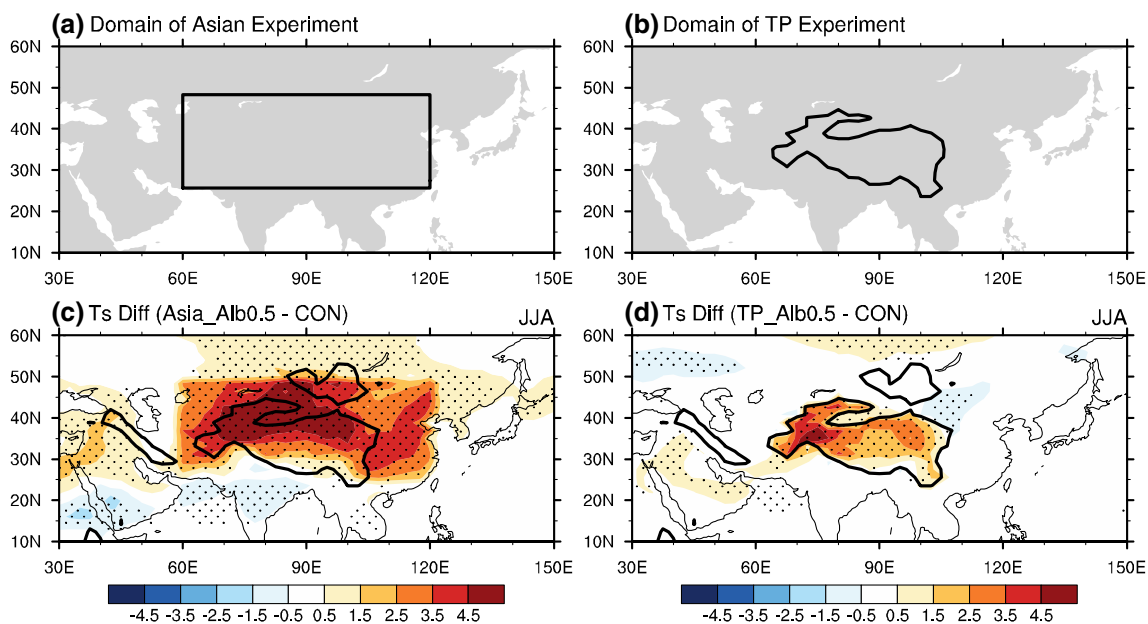 (a) Domain of Asian Experiment
(b) Domain of TP Experiment
60N
50N
40N
30N
20N
10N
30E 60E 90E 120E 150E
60N
50N
40N
30N
20N
10N
30E 60E 90E 120E 150E
(c) Ts Diff (Asia_Alb0.5 - CON) JJA
(d) Ts Diff (TP_Alb0.5 - CON) JJA
60N
50N
40N
30N
20N
10N
30E 60E 90E 120E 150E
60N
50N
40N
30N
20N
10N
30E 60E 90E 120E 150E
-4.5 -3.5 -2.5 -1.5 -0.5 0.5 1.5 2.5 3.5 4.5
-4.5 -3.5 -2.5 -1.5 -0.5 0.5 1.5 2.5 3.5 4.5